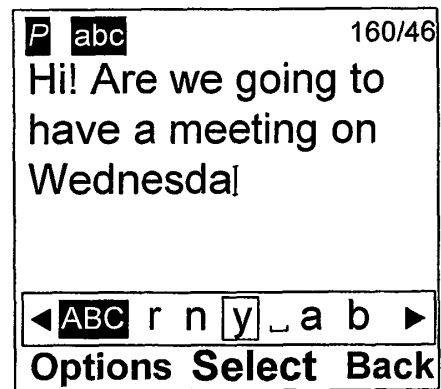 P abc 160/46
Hi! Are we going to
have a meeting on
Wednesda
ABC r n y ⎵ a b
Options Select Back